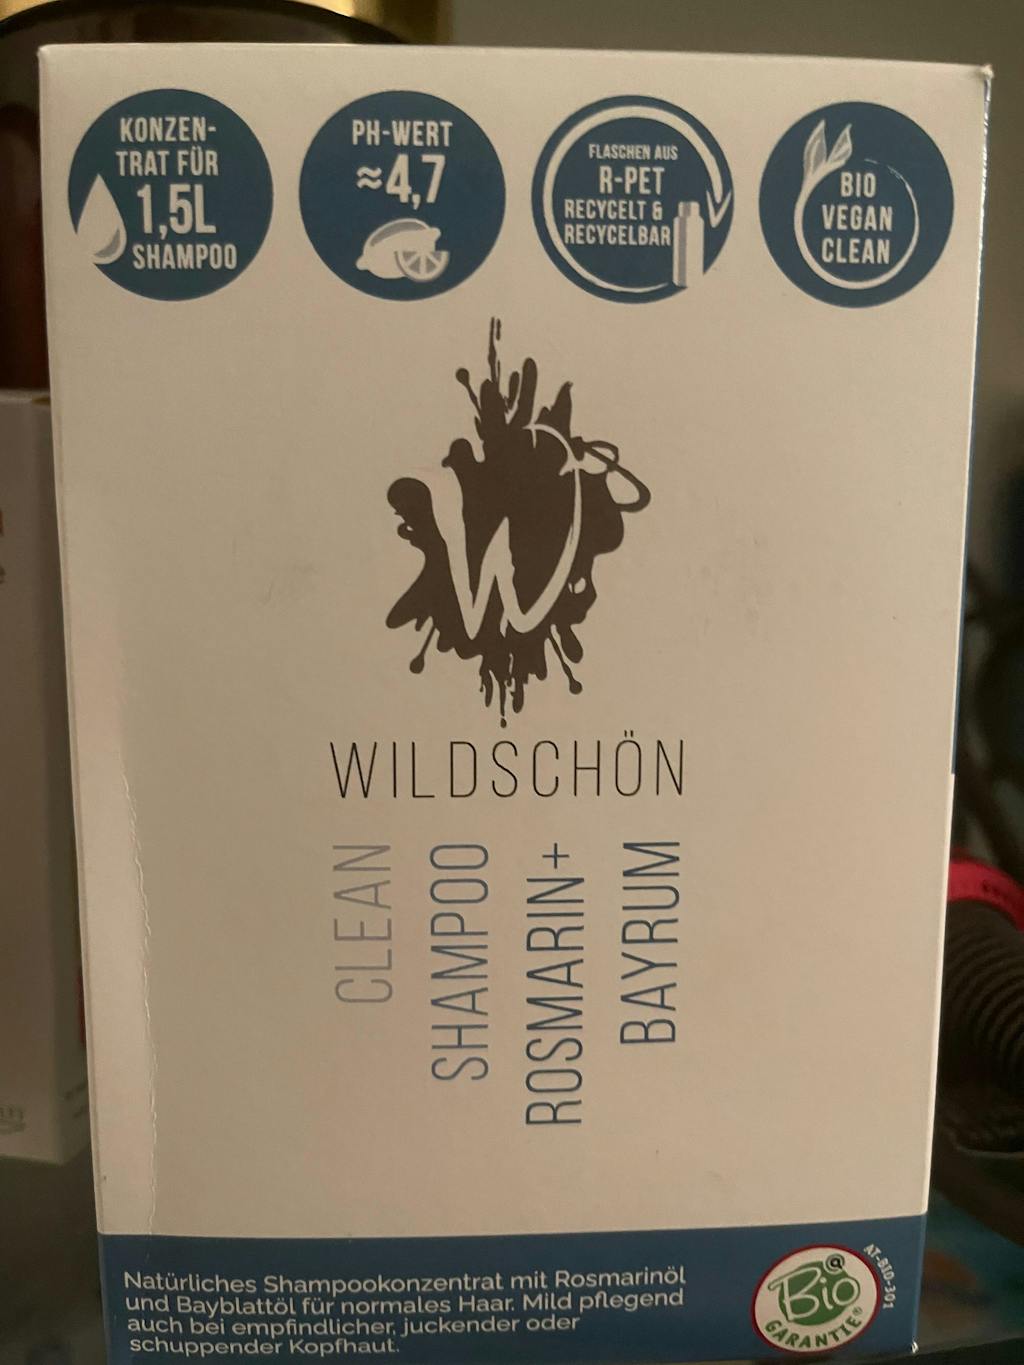 KONZEN-
TRAT FÜR
1,5L
SHAMPOO
PH-WERT
≈4,7
FLASCHEN AUS
R-PET
RECYCELT &
RECYCELBAR
BIO
VEGAN
CLEAN
W
WILDSCHÖN
CLEAN
SHAMPOO
ROSMARIN+
BAYRUM
Natürliches Shampookonzentrat mit Rosmarinöl
und Bayblattöl für normales Haar. Mild pflegend
auch bei empfindlicher, juckender oder
schuppender Kopfhaut.
@
Bio
GARANTIE®
AT-BIO-301